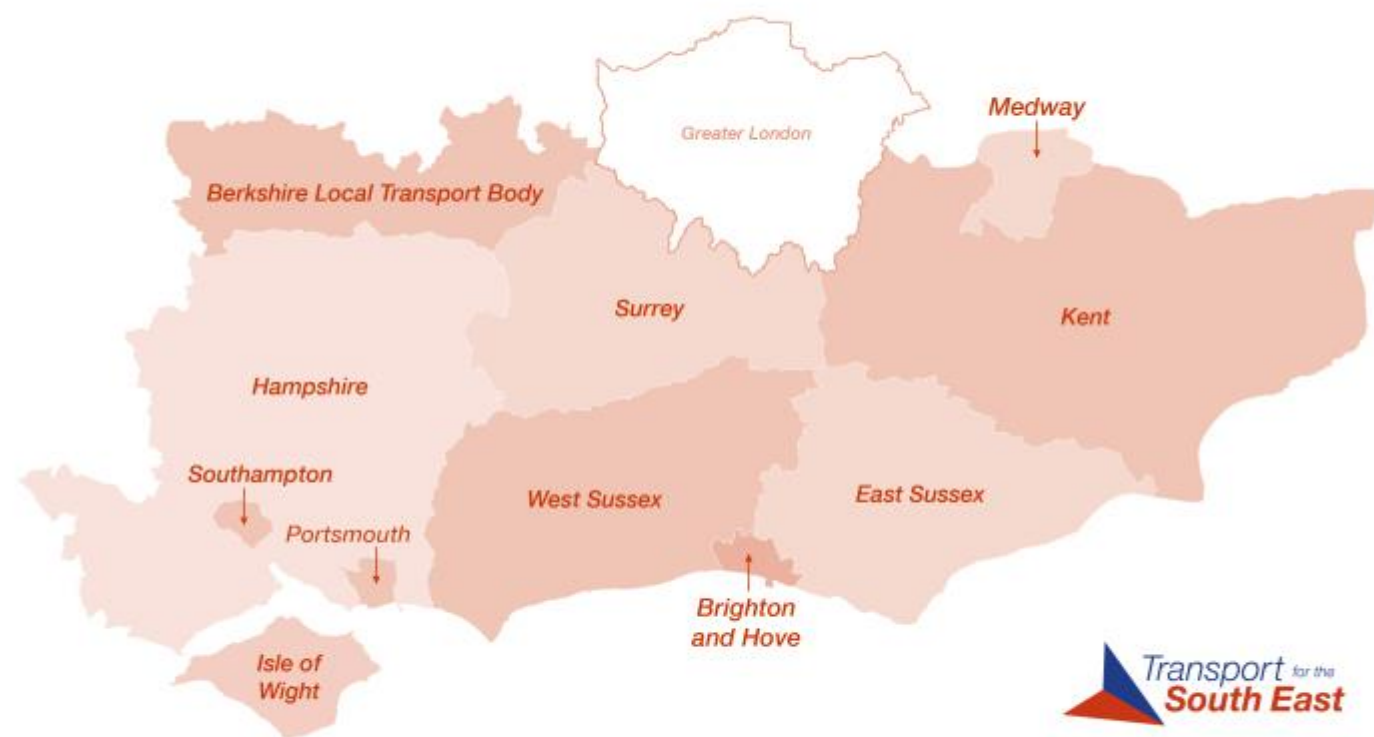 Greater London
Medway
Berkshire Local Transport Body
Surrey
Kent
Hampshire
Southampton
West Sussex
East Sussex
Portsmouth
Brighton
and Hove
Isle of
Wight
Transport for the
South East